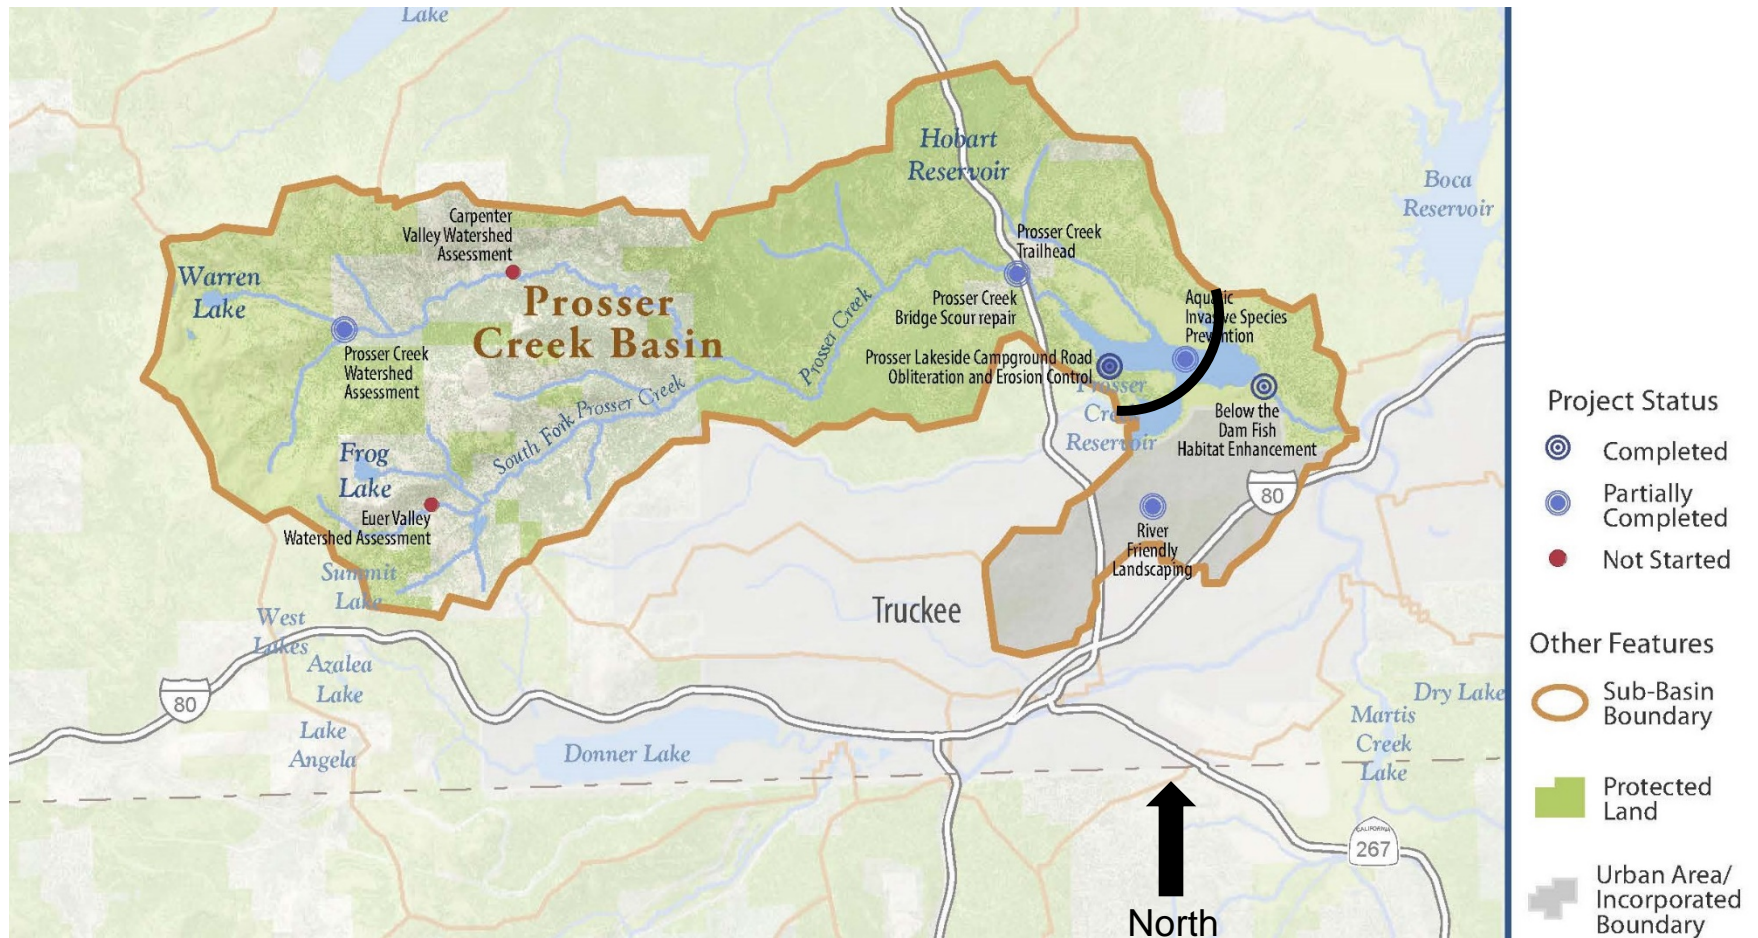 Lake
Hobart
Reservoir
Boca
Reservoir
Carpenter
Valley Watershed
Assessment
Prosser Creek
Trailhead
Warren
Lake
Prosser
Creek Basin
Prosser Creek
Prosser Creek
Bridge Scour repair
Aquatic
Invasive Species
Prevention
Prosser Creek
Watershed
Assessment
Prosser Lakeside Campground Road
Obliteration and Erosion Control
Prosser
Creek
Reservoir
South Fork Prosser Creek
Below the
Dam Fish
Habitat Enhancement
Frog
Lake
Euer Valley
Watershed Assessment
80
River
Friendly
Landscaping
Summit
Lake
West
Lakes
Truckee
Azalea
Lake
80
Lake
Angela
Donner Lake
Dry Lake
Martis
Creek
Lake
CALIFORNIA
267
North
Project Status
Completed
Partially
Completed
Not Started
Other Features
Sub-Basin
Boundary
Protected
Land
Urban Area/
Incorporated
Boundary